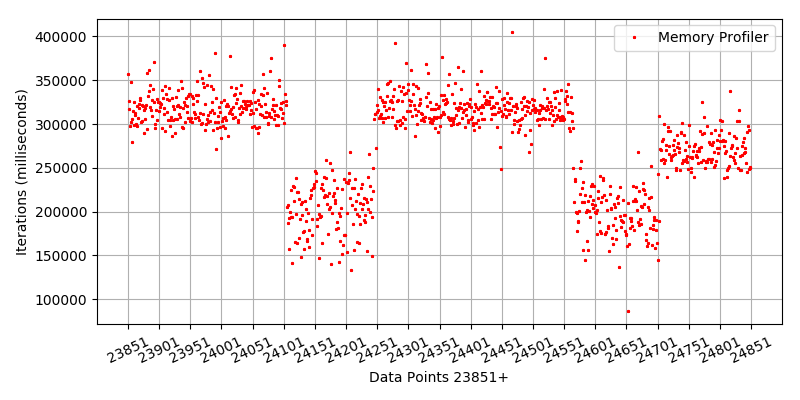 400000
350000
300000
250000
200000
150000
100000
Iterations (milliseconds)
Memory Profiler
23851 23901 23951 24001 24051 24101 24151 24201 24251 24301 24351 24401 24451 24501 24551 24601 24651 24701 24751 24801 24851
Data Points 23851+